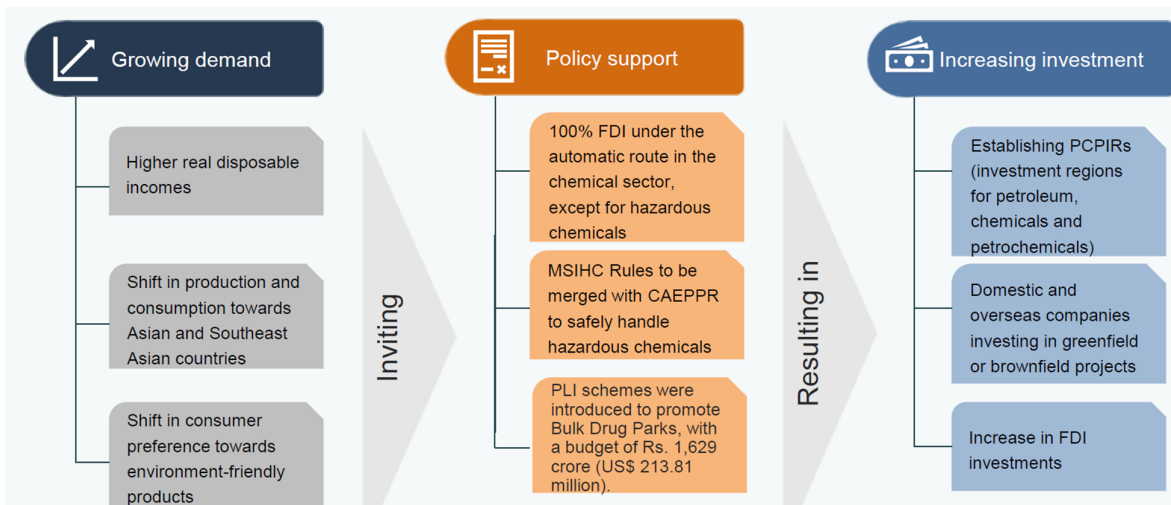 Growing demand
Higher real disposable
incomes
Shift in production and
consumption towards
Asian and Southeast
Asian countries
Shift in consumer
preference towards
environment-friendly
products
Inviting
Policy support
100% FDI under the
automatic route in the
chemical sector,
except for hazardous
chemicals
MSIHC Rules to be
merged with CAEPPR
to safely handle
hazardous chemicals
PLI schemes were
introduced to promote
Bulk Drug Parks, with
a budget of Rs. 1,629
crore (US$ 213.81
million).
Resulting in
Increasing investment
Establishing PCPIRs
(investment regions
for petroleum,
chemicals and
petrochemicals)
Domestic and
overseas companies
investing in greenfield
or brownfield projects
Increase in FDI
investments